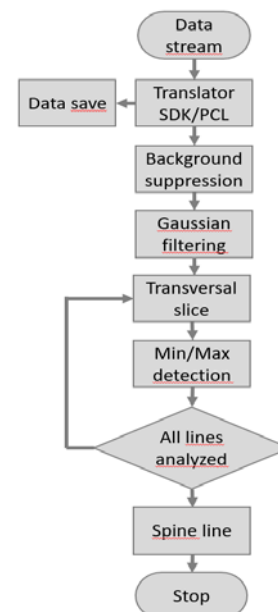 Data
stream
Data save
Translator
SDK/PCL
Background
suppression
Gaussian
filtering
Transversal
slice
Min/Max
detection
All lines
analyzed
Spine line
Stop